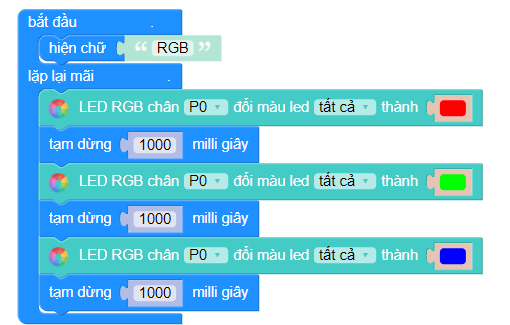 bắt đầu .
hiện chữ “ RGB ”
lặp lại mãi .
LED RGB chân P0 đổi màu led tất cả thành
tạm dừng 1000 milli giây
LED RGB chân P0 đổi màu led tất cả thành
tạm dừng 1000 milli giây
LED RGB chân P0 đổi màu led tất cả thành
tạm dừng 1000 milli giây